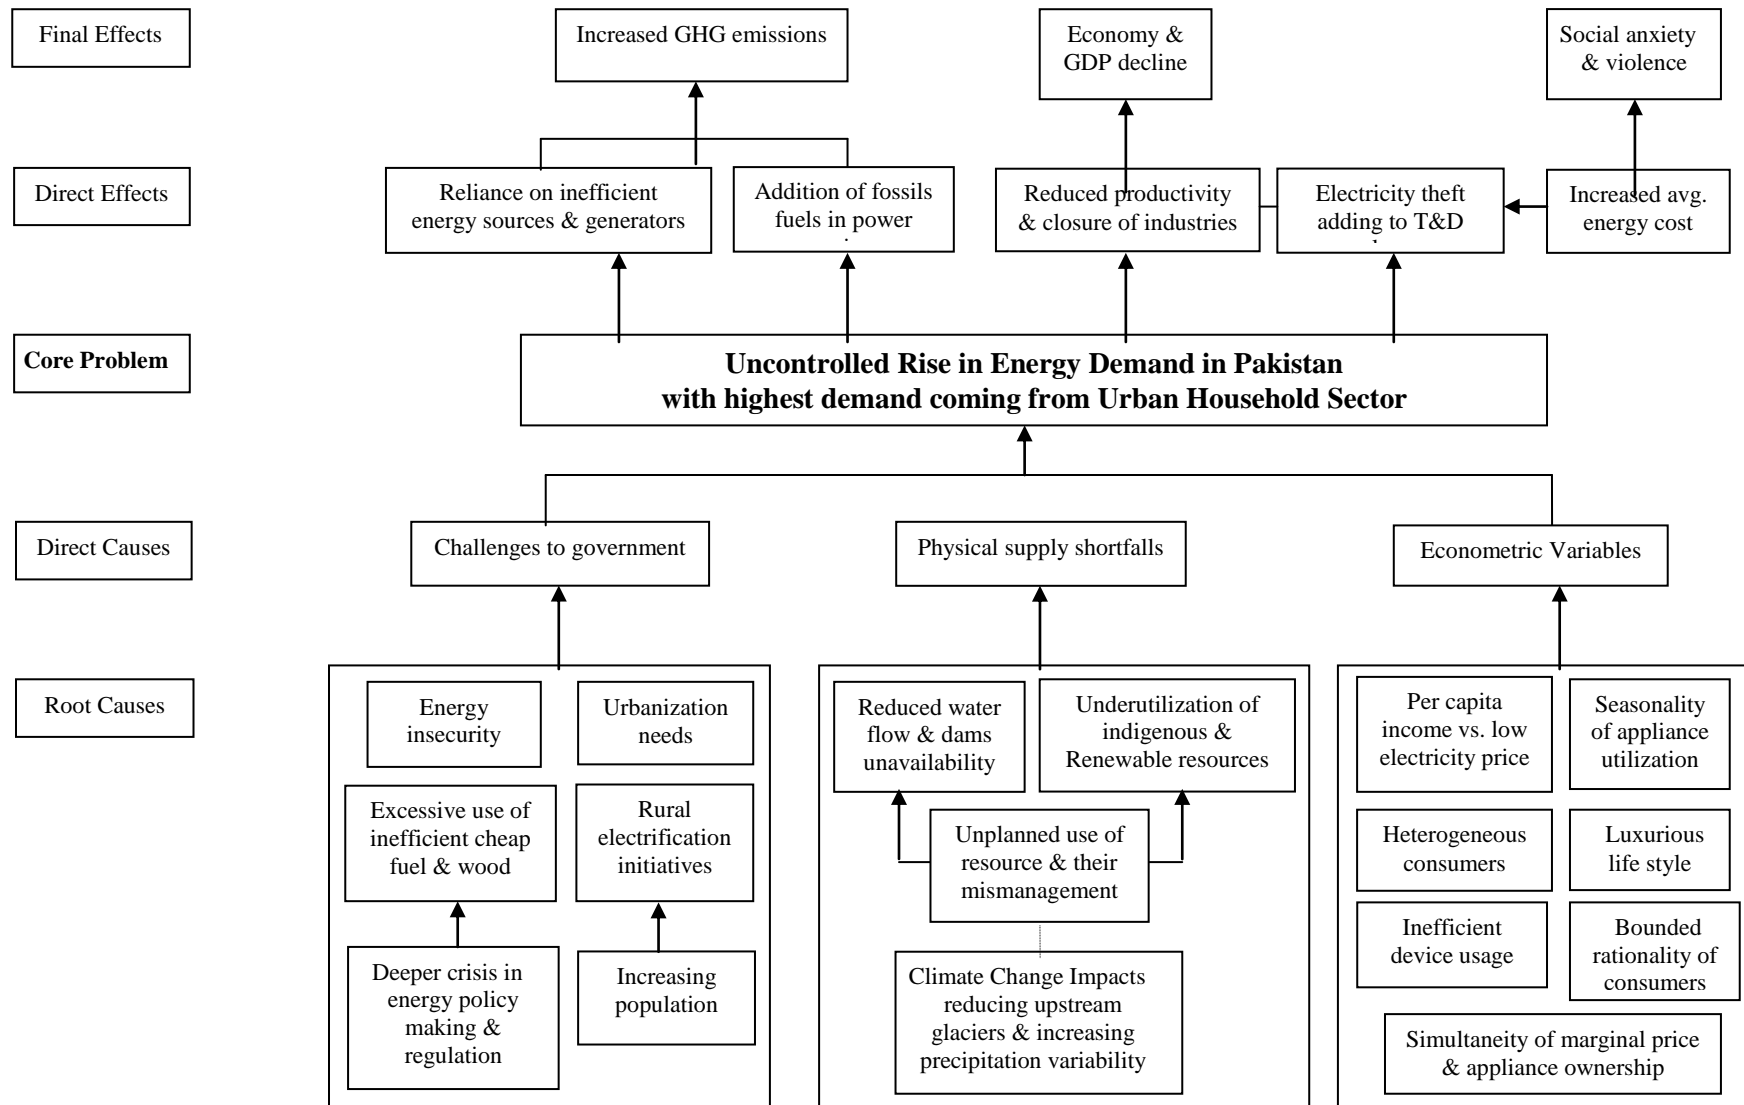 Final Effects
Increased GHG emissions
Economy &
GDP decline
Social anxiety
& violence
Direct Effects
Reliance on inefficient
energy sources & generators
Addition of fossils
fuels in power
Reduced productivity
& closure of industries
Electricity theft
adding to T&D
Increased avg.
energy cost
Core Problem
Uncontrolled Rise in Energy Demand in Pakistan
with highest demand coming from Urban Household Sector
Direct Causes
Challenges to government
Physical supply shortfalls
Econometric Variables
Root Causes
Energy
insecurity
Urbanization
needs
Excessive use of
inefficient cheap
fuel & wood
Rural
electrification
initiatives
Deeper crisis in
energy policy
making &
regulation
Increasing
population
Reduced water
flow & dams
unavailability
Underutilization of
indigenous &
Renewable resources
Unplanned use of
resource & their
mismanagement
Climate Change Impacts
reducing upstream
glaciers & increasing
precipitation variability
Per capita
income vs. low
electricity price
Seasonality
of appliance
utilization
Heterogeneous
consumers
Luxurious
life style
Inefficient
device usage
Bounded
rationality of
consumers
Simultaneity of marginal price
& appliance ownership